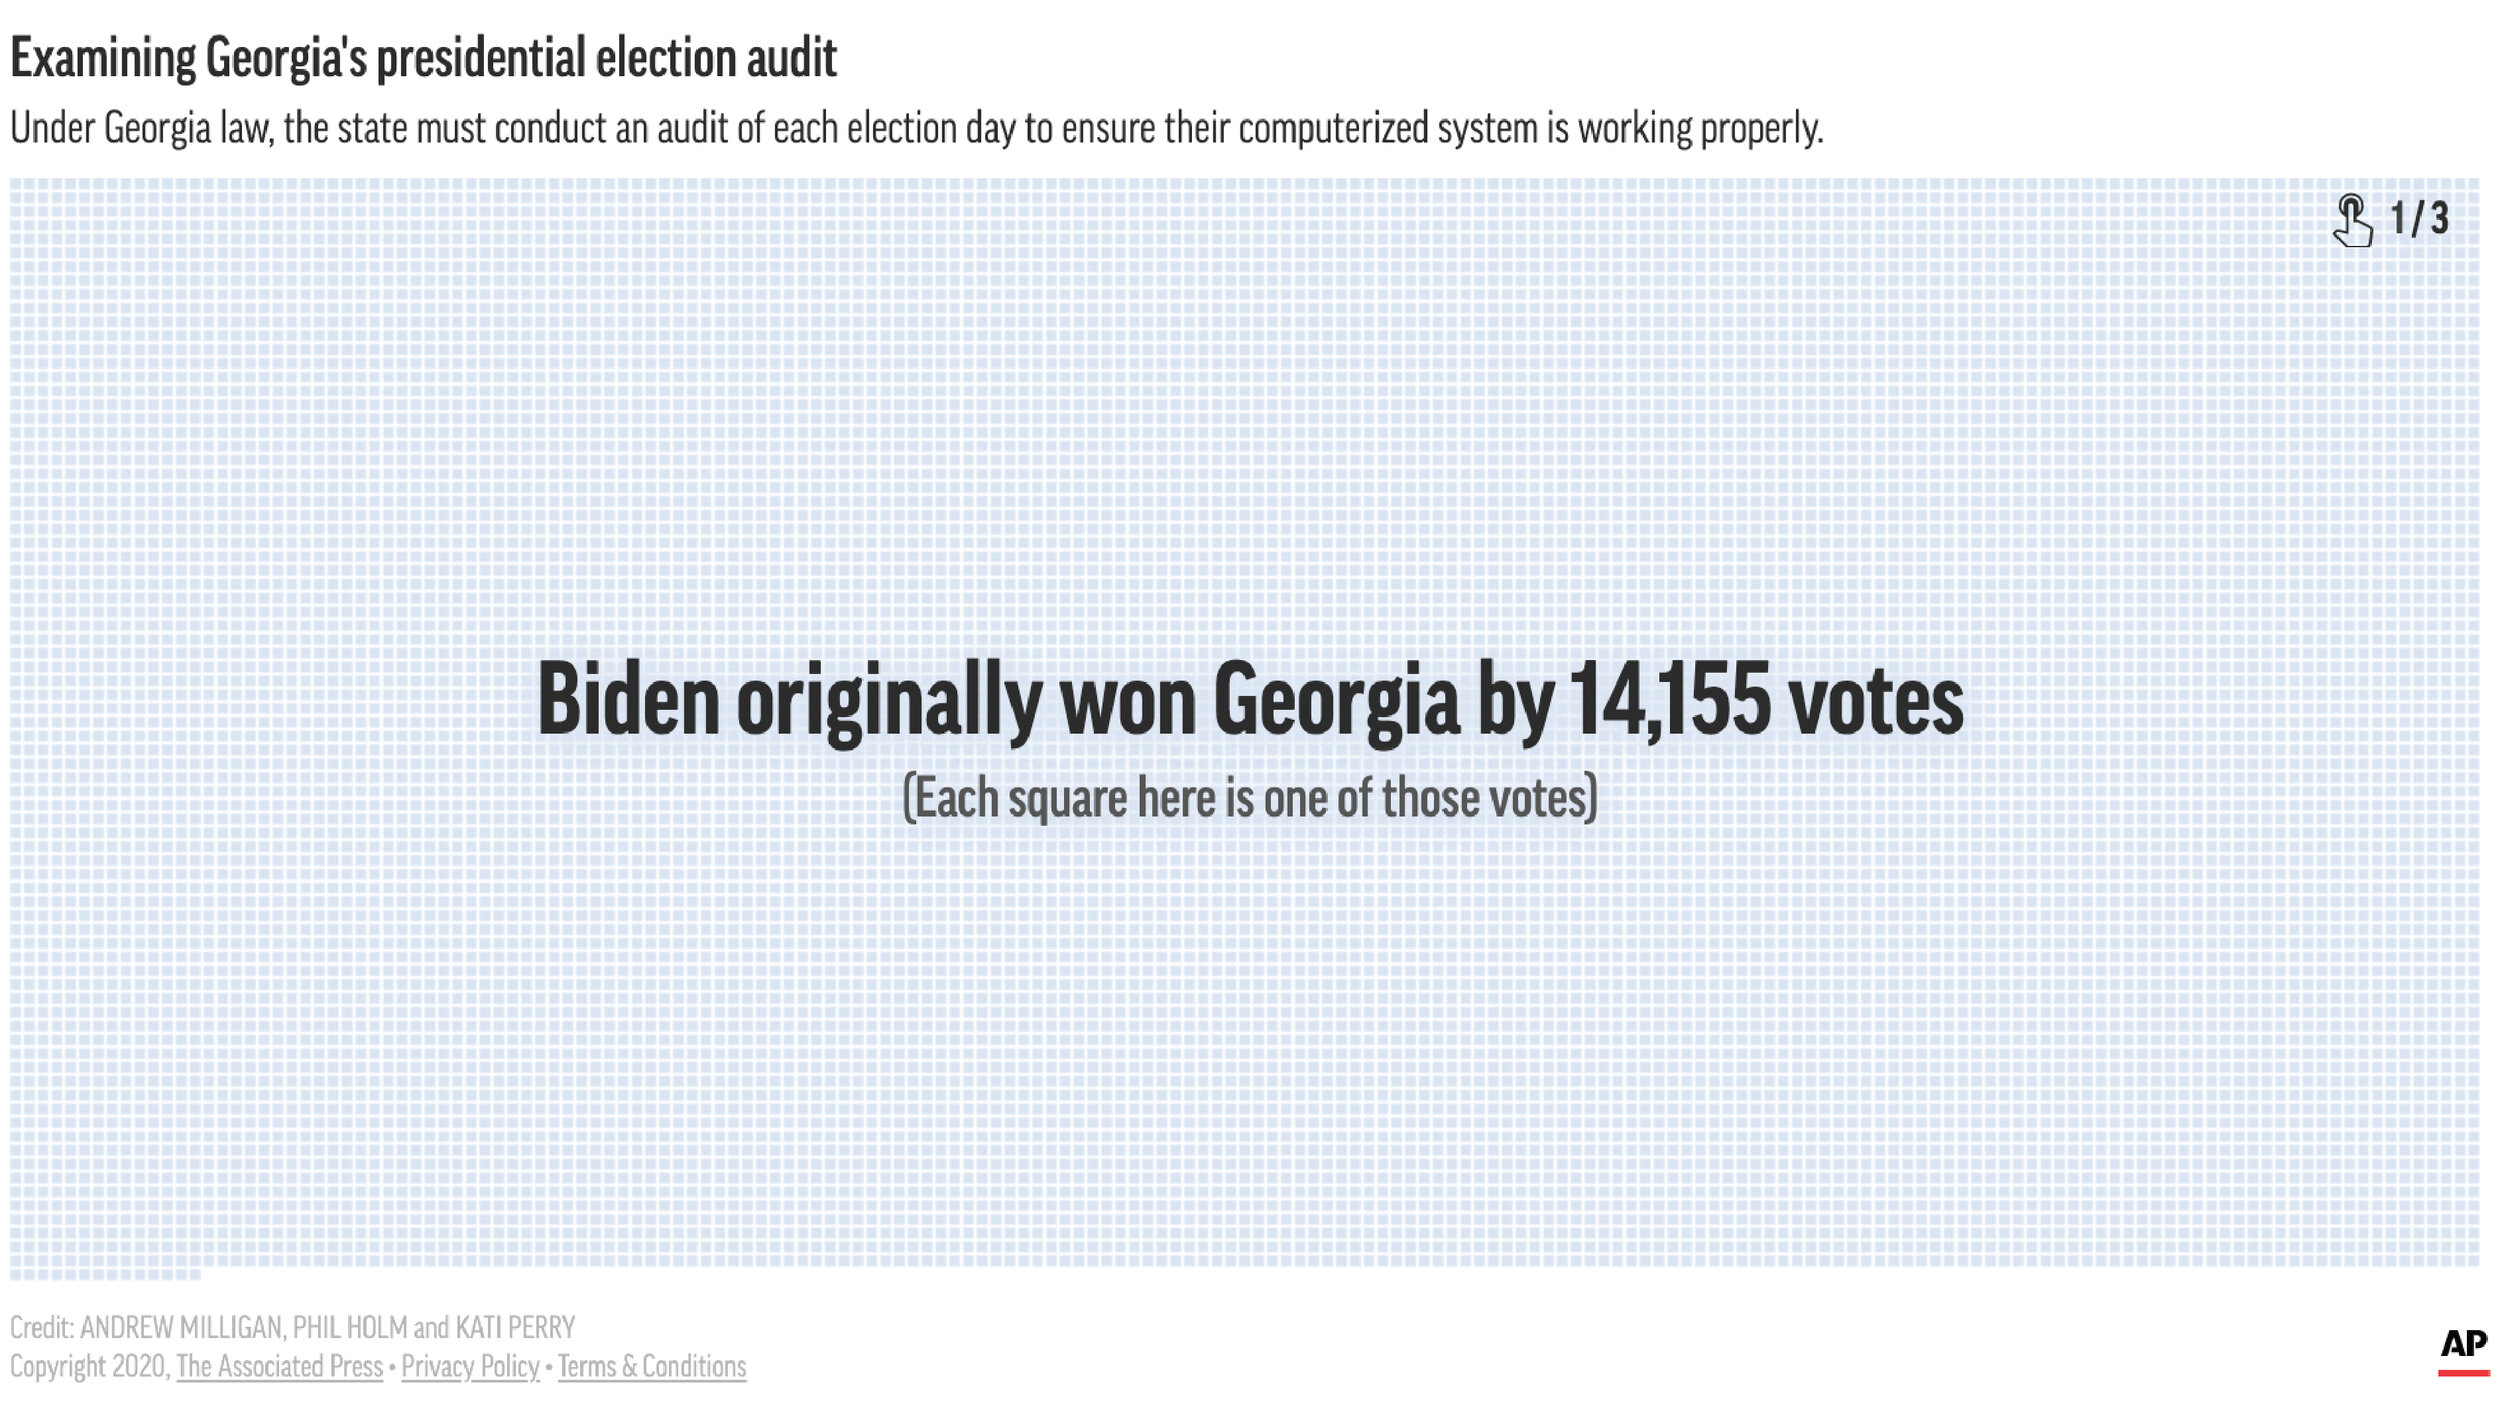 Examining Georgia's presidential election audit
Under Georgia law, the state must conduct an audit of each election day to ensure their computerized system is working properly.
1 / 3
Biden originally won Georgia by 14,155 votes
(Each square here is one of those votes)
Credit: ANDREW MILLIGAN, PHIL HOLM and KATI PERRY
Copyright 2020, The Associated Press • Privacy Policy • Terms & Conditions
AP